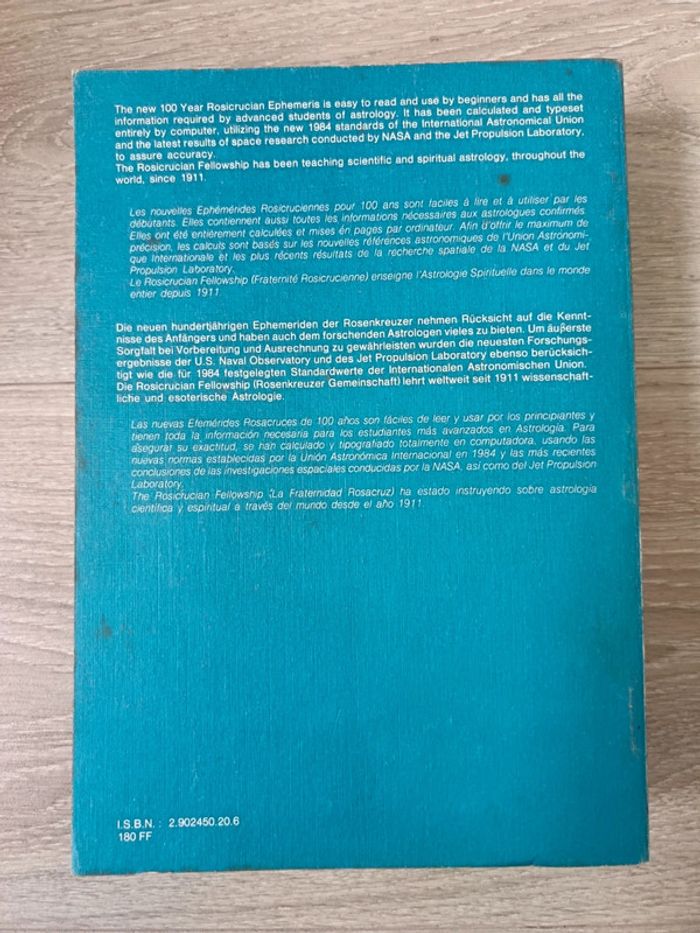 The new 100 Year Rosicrucian Ephemeris is easy to read and use by beginners and has all the
information required by advanced students of astrology. It has been calculated and typeset
entirely by computer, utilizing the new 1984 standards of the International Astronomical Union
and the latest results of space research conducted by NASA and the Jet Propulsion Laboratory,
to assure accuracy.
The Rosicrucian Fellowship has been teaching scientific and spiritual astrology, throughout the
world, since 1911.
Les nouvelles Ephémérides Rosicruciennes pour 100 ans sont faciles à lire et à utiliser par les
débutants. Elles contiennent aussi toutes les informations nécessaires aux astrologues confirmés.
Elles ont été entièrement calculées et mises en pages par ordinateur. Afin d'offrir le maximum de
précision, les calculs sont basés sur les nouvelles références astronomiques de l'Union Astronomi-
que Internationale et les plus récents résultats de la recherche spatiale de la NASA et du Jet
Propulsion Laboratory.
Le Rosicrucian Fellowship (Fraternité Rosicrucienne) enseigne l'Astrologie Spirituelle dans le monde
entier depuis 1911.
Die neuen hundertjährigen Ephemeriden der Rosenkreuzer nehmen Rücksicht auf die Kennt-
nisse des Anfängers und haben auch dem forschenden Astrologen vieles zu bieten. Um äußerste
Sorgfalt bei Vorbereitung und Ausrechnung zu gewährleisten wurden die neuesten Forschungs-
ergebnisse der U.S. Naval Observatory und des Jet Propulsion Laboratory ebenso berücksich-
tigt wie die für 1984 festgelegten Standardwerte der Internationalen Astronomischen Union.
Die Rosicrucian Fellowship (Rosenkreuzer Gemeinschaft) lehrt weltweit seit 1911 wissenschaft-
liche und esoterische Astrologie.
Las nuevas Efemérides Rosacruces de 100 años son fáciles de leer y usar por los principiantes y
tienen toda la información necesaria para los estudiantes más avanzados en Astrología. Para
asegurar su exactitud, se han calculado y tipografiado totalmente en computadora, usando las
nuevas normas establecidas por la Unión Astronómica Internacional en 1984 y las más recientes
conclusiones de las investigaciones espaciales conducidas por la NASA, así como del Jet Propulsion
Laboratory.
The Rosicrucian Fellowship (La Fraternidad Rosacruz) ha estado instruyendo sobre astrología
científica y espiritual a través del mundo desde el año 1911.
I.S.B.N. : 2.902450.20.6
180 FF